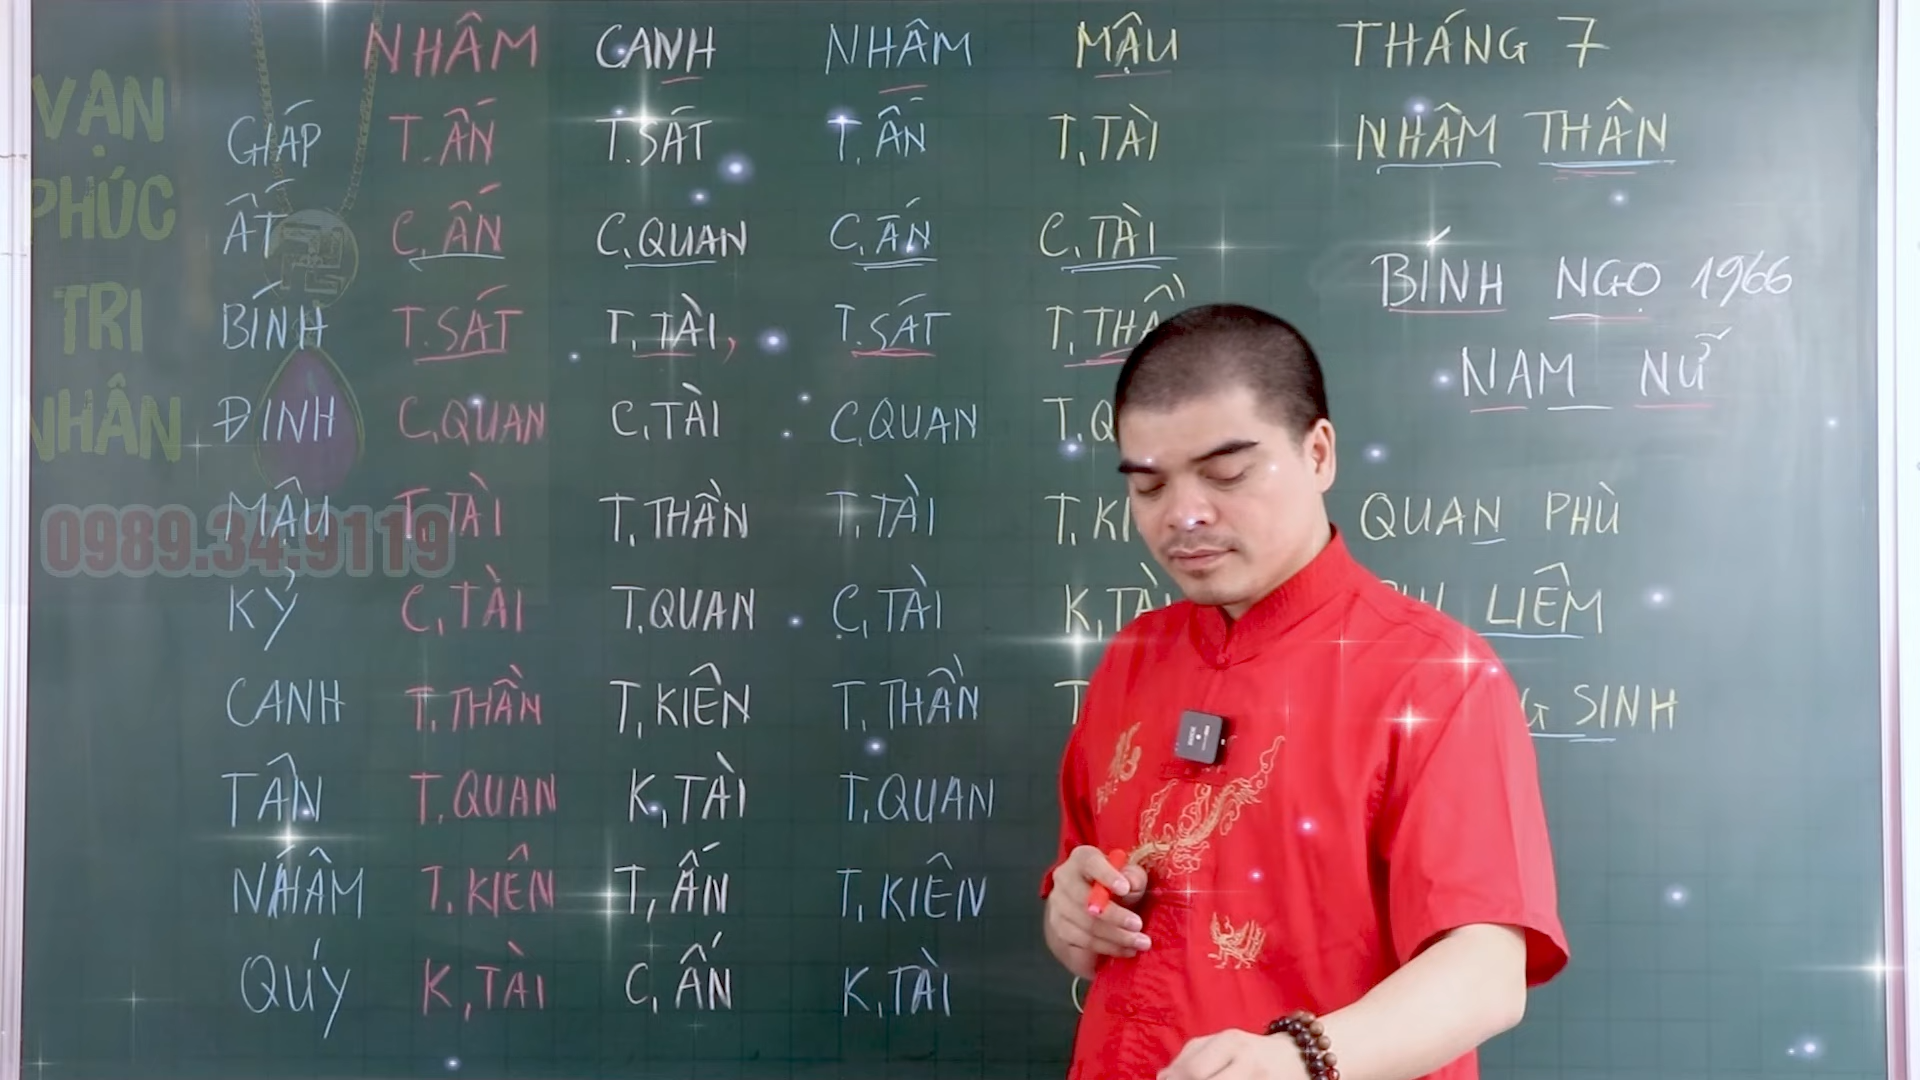 NHÂM CANH NHÂM MẬU THÁNG 7
GIÁP T.ẤN T.SÁT T.ẤN T.TÀI NHÂM THÂN
ẤT C.ẤN C.QUAN C.ẤN C.TÀI
BÍNH NGỌ 1966
BÍNH T.SÁT T.TÀI, T.SÁT T.THẦ
NAM NỮ
ĐINH C.QUAN C.TÀI C.QUAN T.Q
MẬU T.TÀI T.THẦN T.TÀI T.KI QUAN PHÙ
KỶ C.TÀI T.QUAN C.TÀI K.TÀI LIÊM
CANH T.THẦN T.KIÊN T.THẦN T G SINH
TÂN T.QUAN K.TÀI T.QUAN
NHÂM T.KIÊN T.ẤN T.KIÊN
QUÝ K.TÀI C.ẤN K.TÀI
VẠN
PHÚC
TRI
NHÂN
0989.34.9119